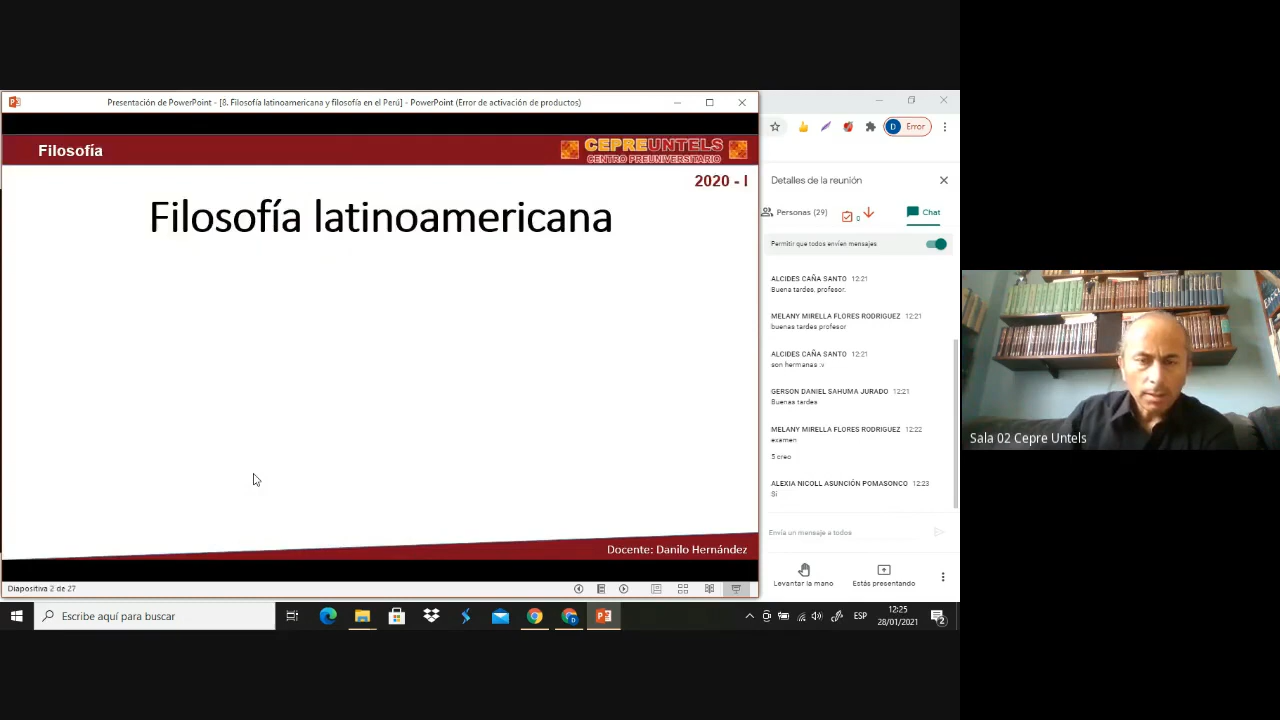 Presentación de PowerPoint - [8. Filosofía latinoamericana y filosofía en el Perú] - PowerPoint (Error de activación de productos)
Filosofía
CEPREUNTELS
CENTRO PREUNIVERSITARIO
2020 - I
Filosofía latinoamericana
Docente: Danilo Hernández
Diapositiva 2 de 27
D Error
Detalles de la reunión
Personas (29)
0
Chat
Permitir que todos envíen mensajes
ALCIDES CAÑA SANTO 12:21
Buena tardes, profesor.
MELANY MIRELLA FLORES RODRIGUEZ 12:21
buenas tardes profesor
ALCIDES CAÑA SANTO 12:21
son hermanas :v
GERSON DANIEL SAHUMA JURADO 12:21
Buenas tardes
MELANY MIRELLA FLORES RODRIGUEZ 12:22
examen
5 creo
ALEXIA NICOLL ASUNCIÓN POMASONCO 12:23
Si
Envía un mensaje a todos
Levantar la mano
Estás presentando
Sala 02 Cepre Untels
Escribe aquí para buscar
ESP
12:25
28/01/2021
2